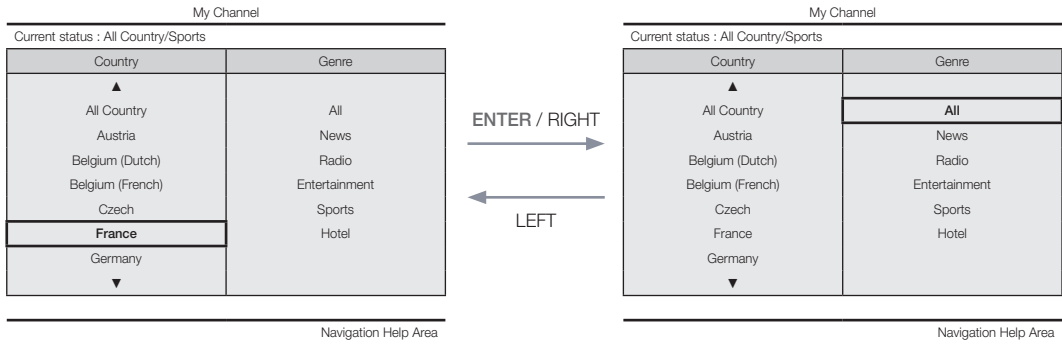 My Channel
Current status : All Country/Sports
Country Genre
▲
All Country All
Austria News
Belgium (Dutch) Radio
Belgium (French) Entertainment
Czech Sports
France Hotel
Germany
▼
Navigation Help Area
ENTER / RIGHT
LEFT
My Channel
Current status : All Country/Sports
Country Genre
▲
All Country All
Austria News
Belgium (Dutch) Radio
Belgium (French) Entertainment
Czech Sports
France Hotel
Germany
▼
Navigation Help Area